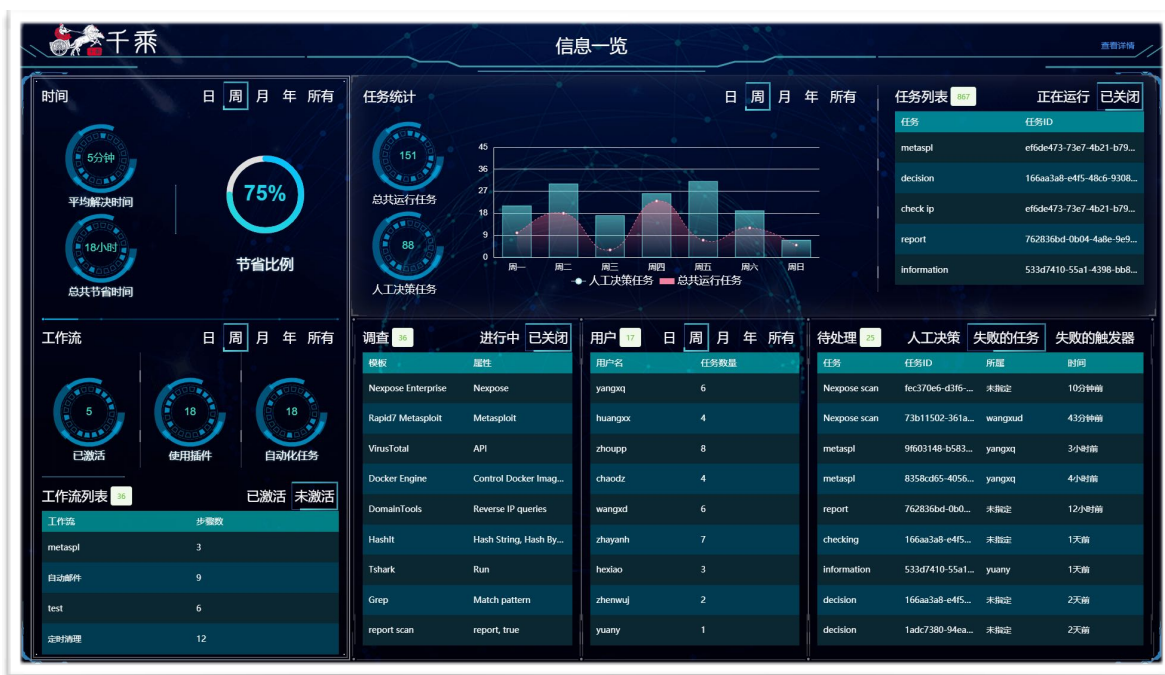 千乘
信息一览
查看详情
时间
日 周 月 年 所有
5分钟
平均解决时间
18小时
总共节省时间
75%
节省比例
任务统计
日 周 月 年 所有
151
总共运行任务
88
人工决策任务
45
36
27
18
9
0
周一 周二 周三 周四 周五 周六 周日
人工决策任务 总共运行任务
任务列表 867 正在运行 已关闭
任务 任务ID
metaspl ef6de473-73e7-4b21-b79...
decision 166aa3a8-e4f5-48c6-9308...
check ip ef6de473-73e7-4b21-b79...
report 762836bd-0b04-4a8e-9e9...
information 533d7410-55a1-4398-bb8...
工作流
日 周 月 年 所有
5 18 18
已激活 使用插件 自动化任务
工作流列表 36 已激活 未激活
工作流 步骤数
metaspl 3
自动邮件 9
test 6
定时清理 12
调查 36 进行中 已关闭
模板 属性
Nexpose Enterprise Nexpose
Rapid7 Metasploit Metasploit
VirusTotal API
Docker Engine Control Docker Imag...
DomainTools Reverse IP queries
HashIt Hash String, Hash By...
Tshark Run
Grep Match pattern
report scan report, true
用户 17 日 周 月 年 所有
用户名 任务数量
yangxq 6
huangxx 4
zhoupp 8
chaodz 4
wangxd 6
zhayanh 7
hexiao 3
zhenwuj 2
yuany 1
待处理 25 人工决策 失败的任务 失败的触发器
任务 任务ID 所属 时间
Nexpose scan fec370e6-d3f6-... 未指定 10分钟前
Nexpose scan 73b11502-361a... wangxud 43分钟前
metaspl 9f603148-b583... yangxq 3小时前
metaspl 8358cd65-4056... yangxq 4小时前
report 762836bd-0b0... 未指定 12小时前
checking 166aa3a8-e4f5... 未指定 1天前
information 533d7410-55a1... yuany 1天前
decision 166aa3a8-e4f5... 未指定 2天前
decision 1adc7380-94ea... 未指定 2天前